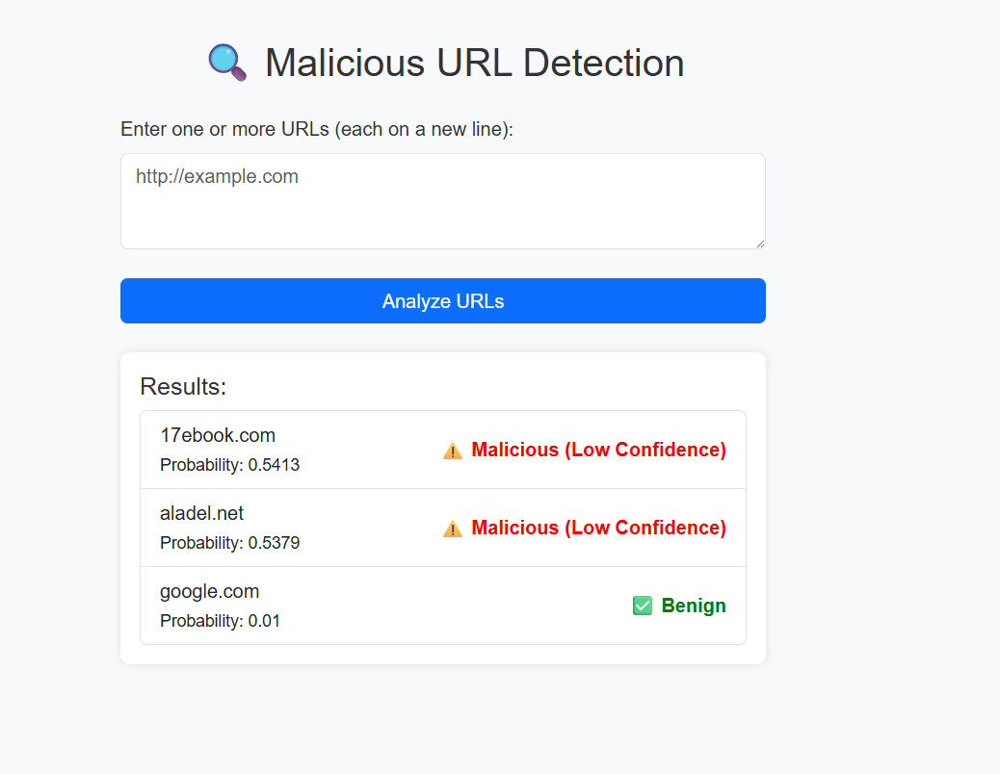 Malicious URL Detection
Enter one or more URLs (each on a new line):
http://example.com
Analyze URLs
Results:
17ebook.com
Probability: 0.5413
Malicious (Low Confidence)
aladel.net
Probability: 0.5379
Malicious (Low Confidence)
google.com
Probability: 0.01
Benign